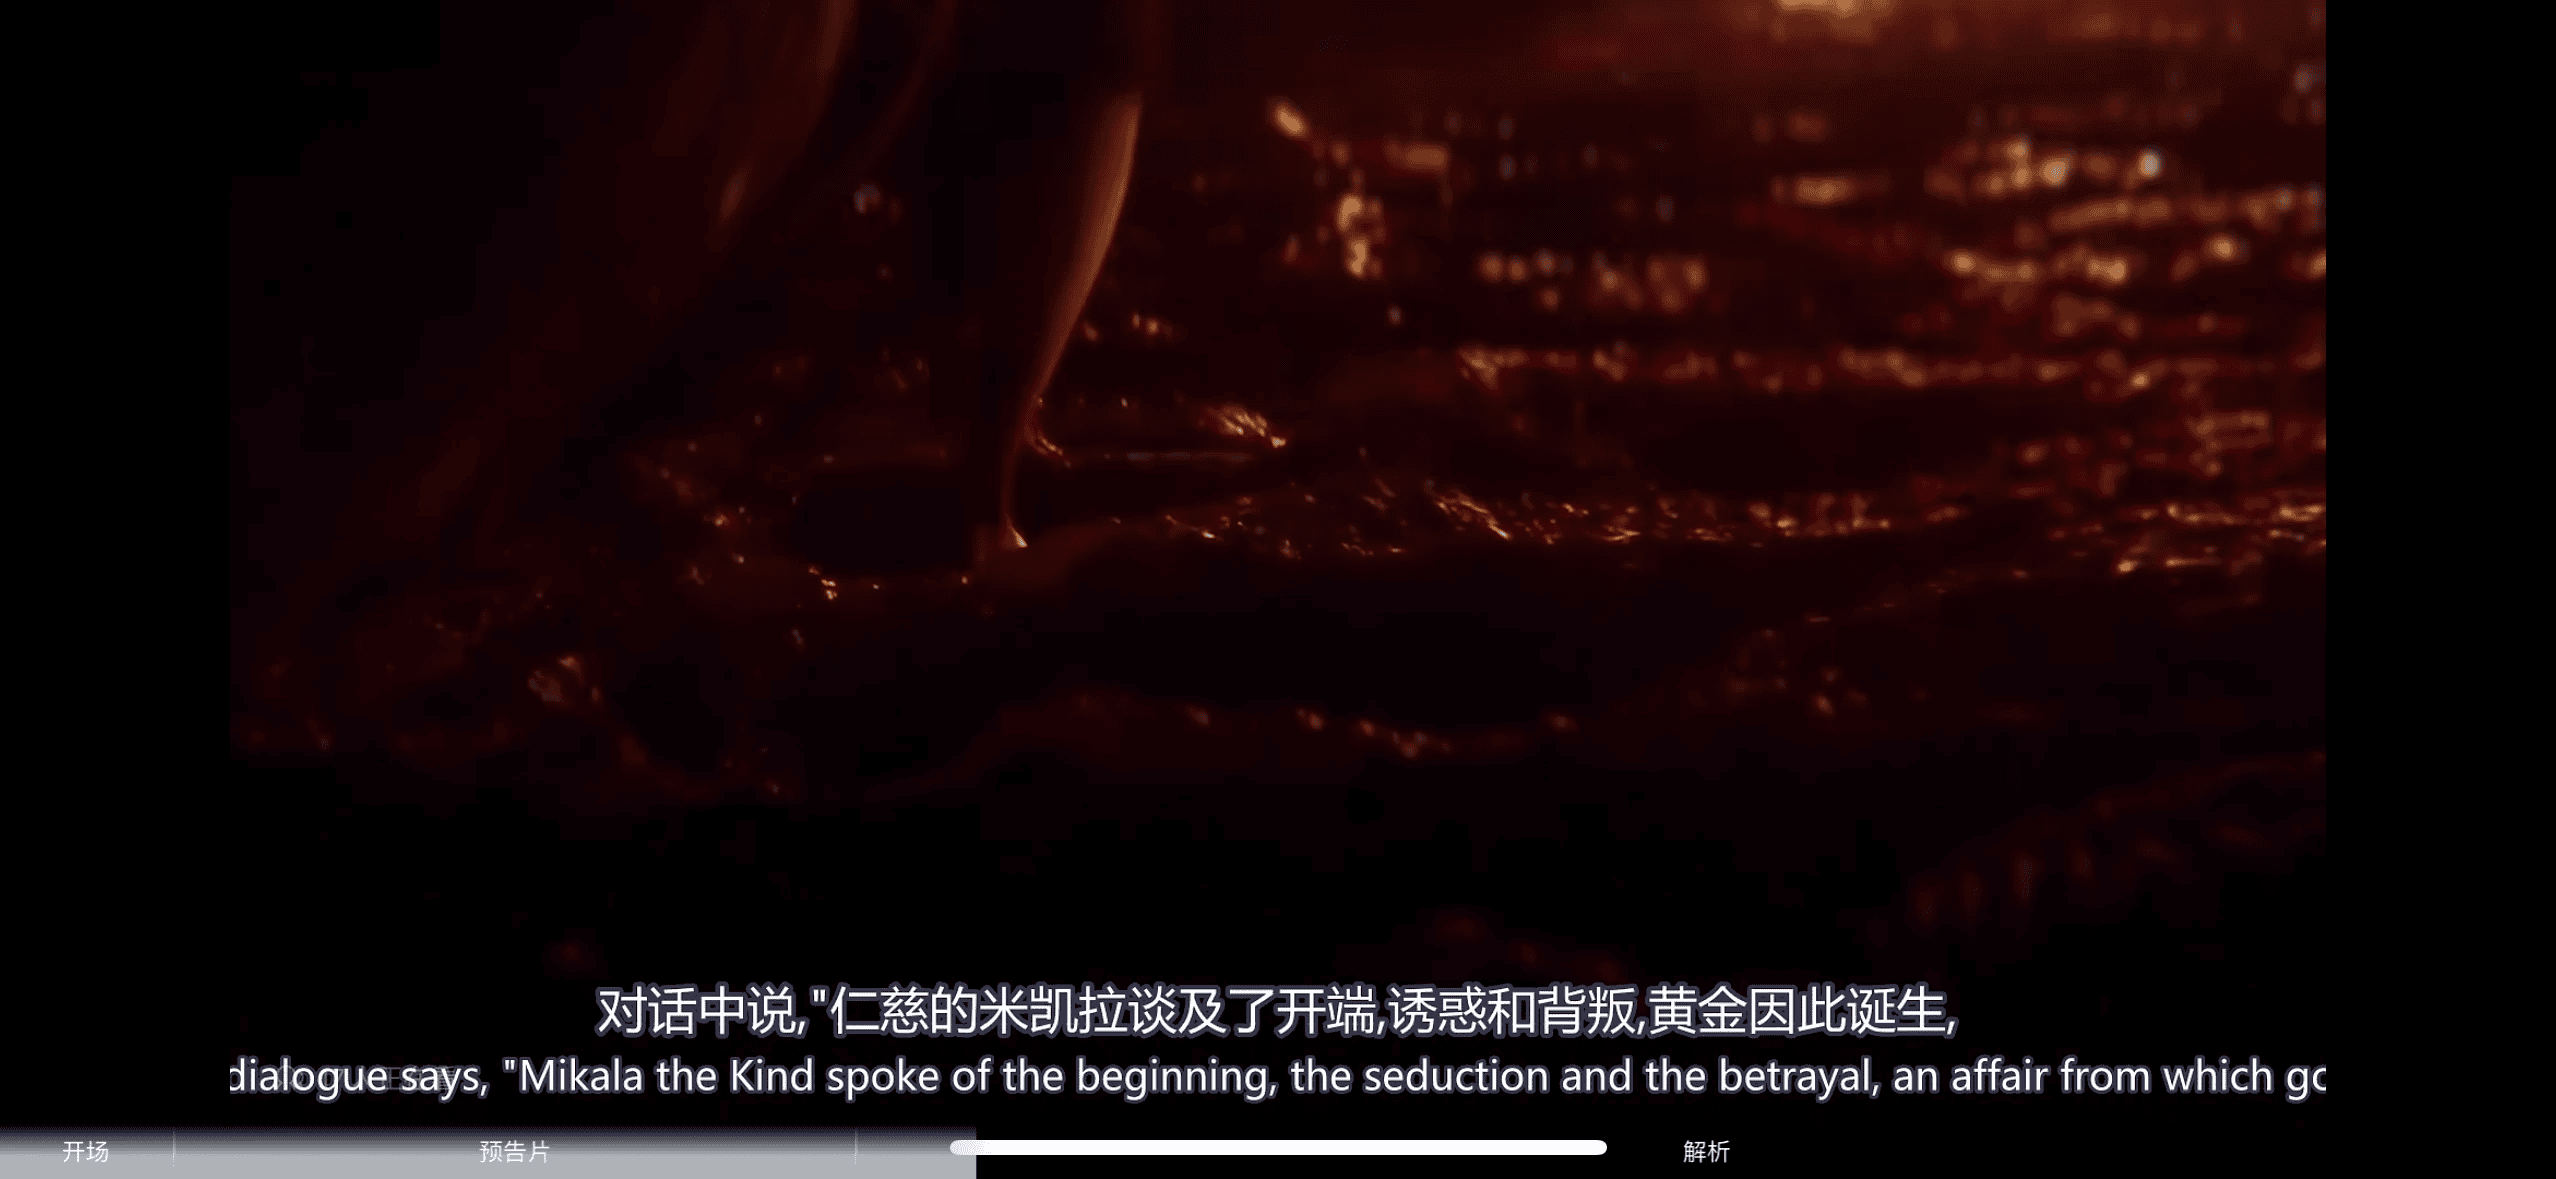 对话中说,"仁慈的米凯拉谈及了开端,诱惑和背叛,黄金因此诞生,
dialogue says, "Mikala the Kind spoke of the beginning, the seduction and the betrayal, an affair from which
开场 预告片 解析